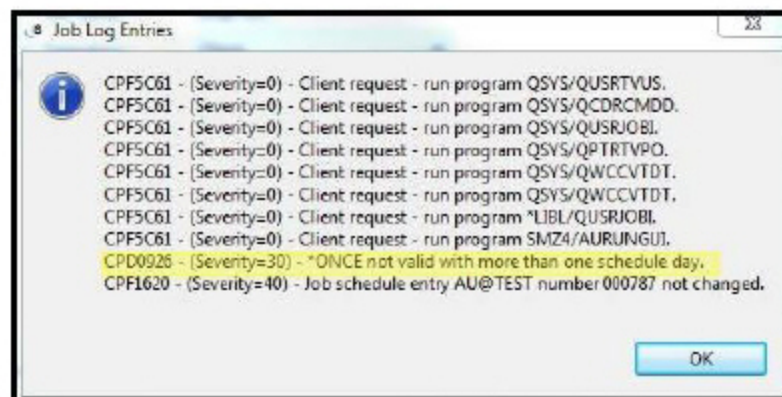 Job Log Entries
CPF5C61 - (Severity=0) - Client request - run program QSYS/QUSRTVUS.
CPF5C61 - (Severity=0) - Client request - run program QSYS/QCDRCMDD.
CPF5C61 - (Severity=0) - Client request - run program QSYS/QUSRJOBI.
CPF5C61 - (Severity=0) - Client request - run program QSYS/QPTRTVPO.
CPF5C61 - (Severity=0) - Client request - run program QSYS/QWCCVTDT.
CPF5C61 - (Severity=0) - Client request - run program QSYS/QWCCVTDT.
CPF5C61 - (Severity=0) - Client request - run program *LIBL/QUSRJOBI.
CPF5C61 - (Severity=0) - Client request - run program SMZ4/AURUNGUI.
CPD0926 - (Severity=30) - *ONCE not valid with more than one schedule day.
CPF1620 - (Severity=40) - Job schedule entry AU@TEST number 000787 not changed.
OK